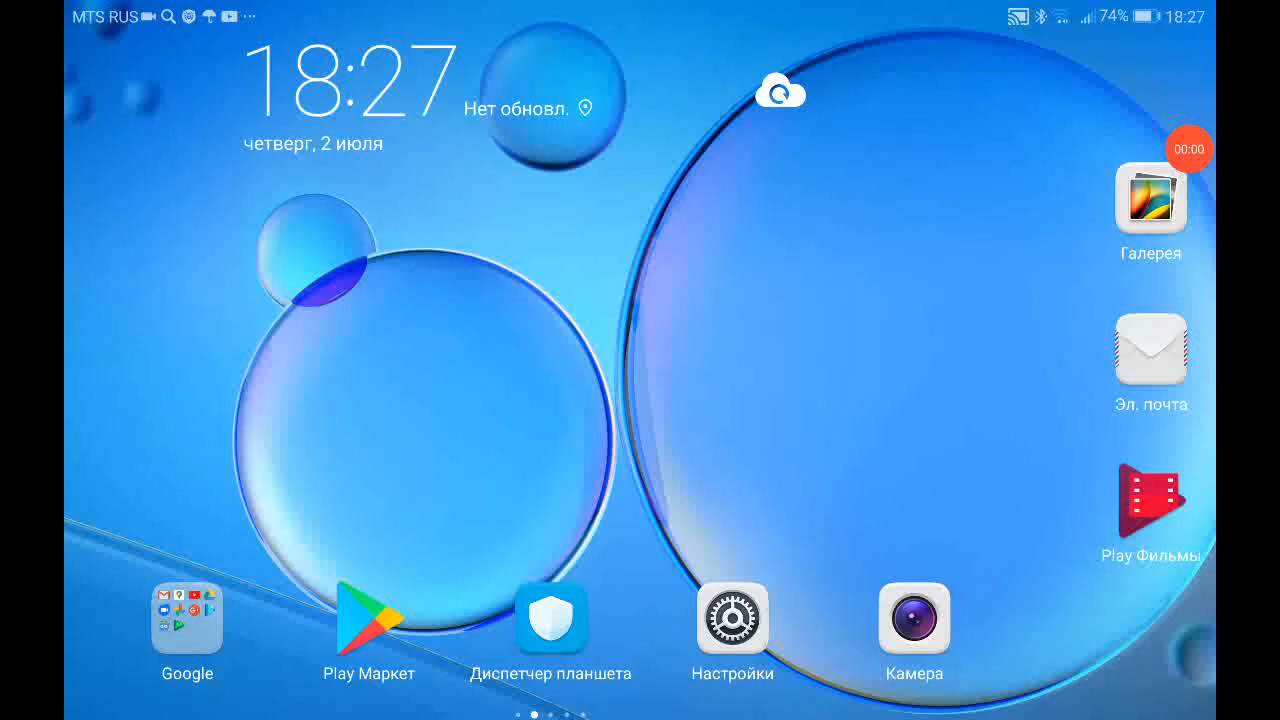 MTS RUS
74% 18:27
18:27
Нет обновл.
четверг, 2 июля
00:00
Галерея
Эл. почта
Play Фильмы
Google
Play Маркет
Диспетчер планшета
Настройки
Камера